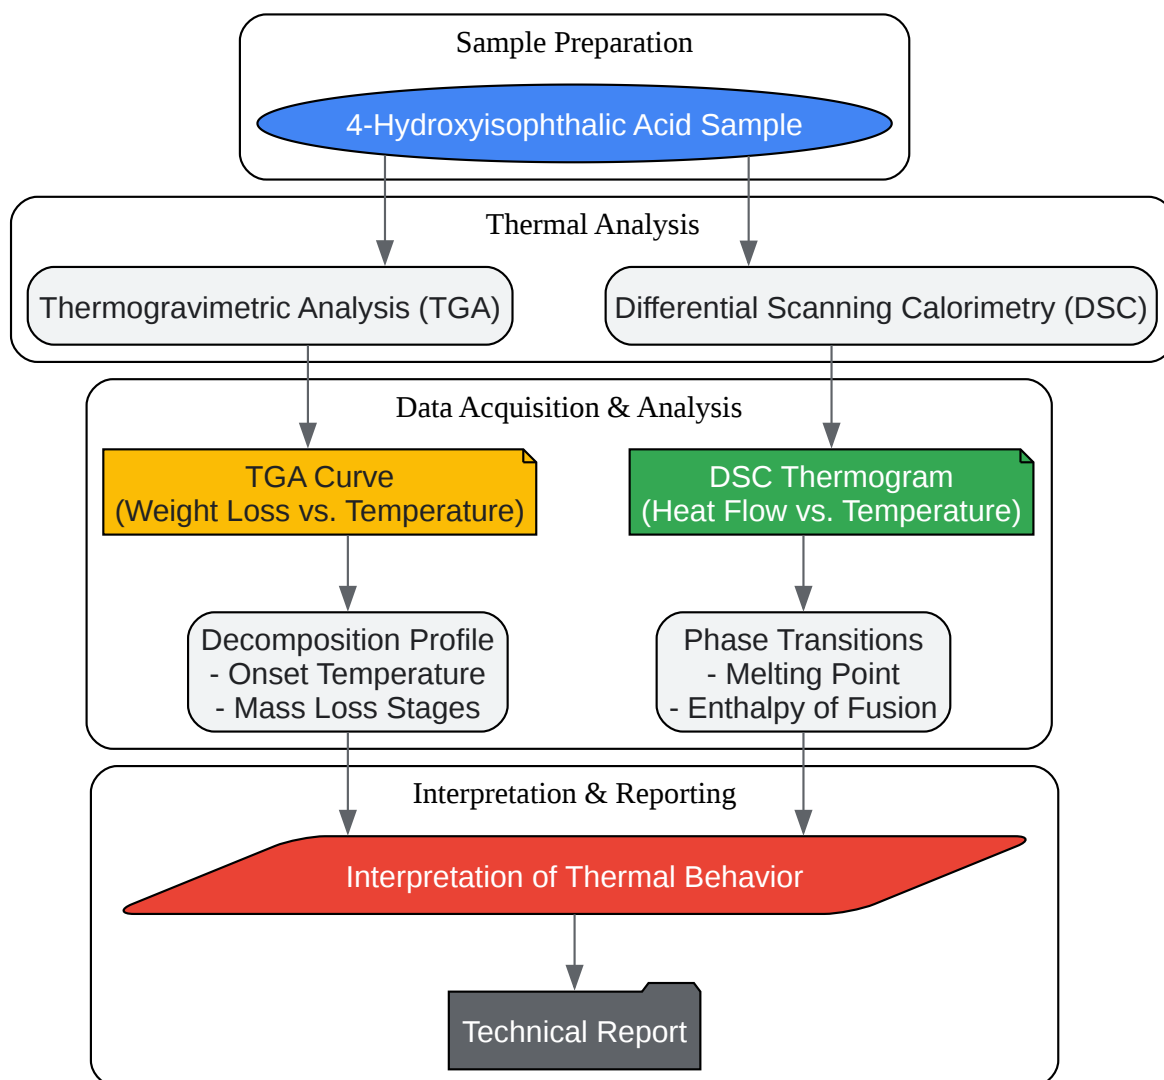 Sample Preparation
4-Hydroxyisophthalic Acid Sample
Thermal Analysis
Thermogravimetric Analysis (TGA)
Differential Scanning Calorimetry (DSC)
Data Acquisition & Analysis
TGA Curve
(Weight Loss vs. Temperature)
DSC Thermogram
(Heat Flow vs. Temperature)
Decomposition Profile
- Onset Temperature
- Mass Loss Stages
Phase Transitions
- Melting Point
- Enthalpy of Fusion
Interpretation & Reporting
Interpretation of Thermal Behavior
Technical Report